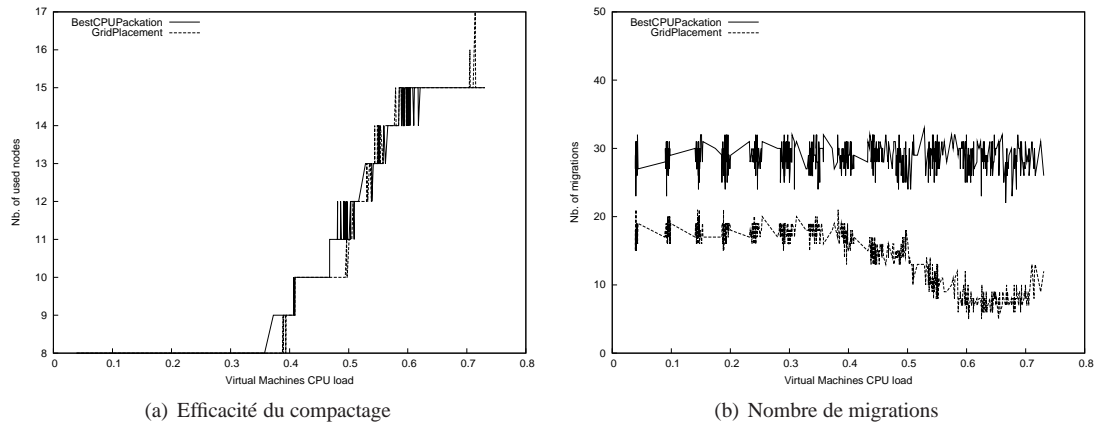 17
16
15
14
13
12
11
10
9
8
Nb. of used nodes
BestCPUPackation
GridPlacement
0 0.1 0.2 0.3 0.4 0.5 0.6 0.7 0.8
Virtual Machines CPU load
(a) Efficacité du compactage
50
40
30
20
10
0
Nb. of migrations
BestCPUPackation
GridPlacement
0 0.1 0.2 0.3 0.4 0.5 0.6 0.7 0.8
Virtual Machines CPU load
(b) Nombre de migrations